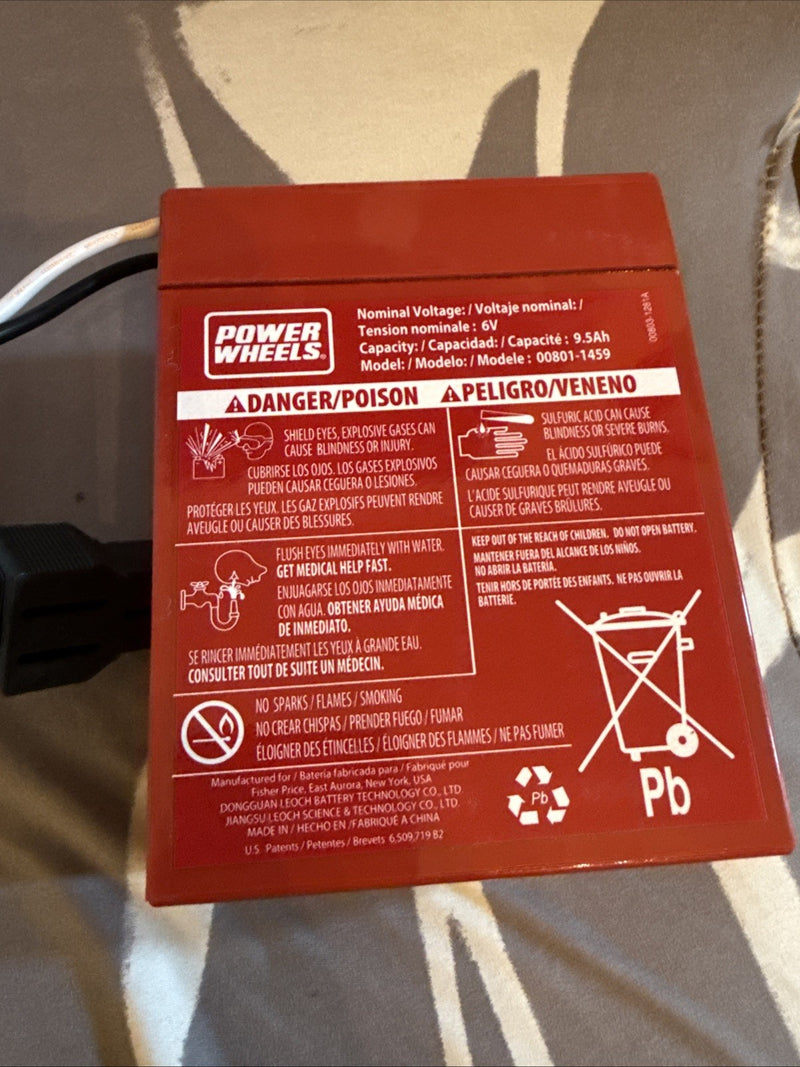 POWER
WHEELS®
Nominal Voltage: / Voltaje nominal: /
Tension nominale : 6V
Capacity: / Capacidad: / Capacité : 9.5Ah
Model: / Modelo: / Modele : 00801-1459
00803-1261A
DANGER/POISON
PELIGRO/VENENO
SHIELD EYES, EXPLOSIVE GASES CAN
CAUSE BLINDNESS OR INJURY.
CUBRIRSE LOS OJOS. LOS GASES EXPLOSIVOS
PUEDEN CAUSAR CEGUERA O LESIONES.
PROTÉGER LES YEUX. LES GAZ EXPLOSIFS PEUVENT RENDRE
AVEUGLE OU CAUSER DES BLESSURES.
SULFURIC ACID CAN CAUSE
BLINDNESS OR SEVERE BURNS.
EL ÀCIDO SULFÚRICO PUEDE
CAUSAR CEGUERA O QUEMADURAS GRAVES.
L'ACIDE SULFURIQUE PEUT RENDRE AVEUGLE OU
CAUSER DE GRAVES BRÛLURES.
FLUSH EYES IMMEDIATELY WITH WATER.
GET MEDICAL HELP FAST.
ENJUAGARSE LOS OJOS INMEDIATAMENTE
CON AGUA. OBTENER AYUDA MÉDICA
DE INMEDIATO.
SE RINCER IMMÉDIATEMENT LES YEUX À GRANDE EAU.
CONSULTER TOUT DE SUITE UN MÉDECIN.
KEEP OUT OF THE REACH OF CHILDREN. DO NOT OPEN BATTERY.
MANTENER FUERA DEL ALCANCE DE LOS NIÑOS.
NO ABRIR LA BATERÍA.
TENIR HORS DE PORTÉE DES ENFANTS. NE PAS OUVRIR LA
BATTERIE.
NO SPARKS / FLAMES / SMOKING
NO CREAR CHISPAS / PRENDER FUEGO / FUMAR
ÉLOIGNER DES ÉTINCELLES / ÉLOIGNER DES FLAMMES / NE PAS FUMER
Manufactured for / Batería fabricada para / Fabriqué pour
Fisher Price, East Aurora, New York, USA
DONGGUAN LEOCH BATTERY TECHNOLOGY CO., LTD
JIANGSU LEOCH SCIENCE & TECHNOLOGY CO., LTD.
MADE IN / HECHO EN /FABRIQUÉ A CHINA
U.S. Patents / Petentes / Brevets 6,509,719 B2
Pb
Pb